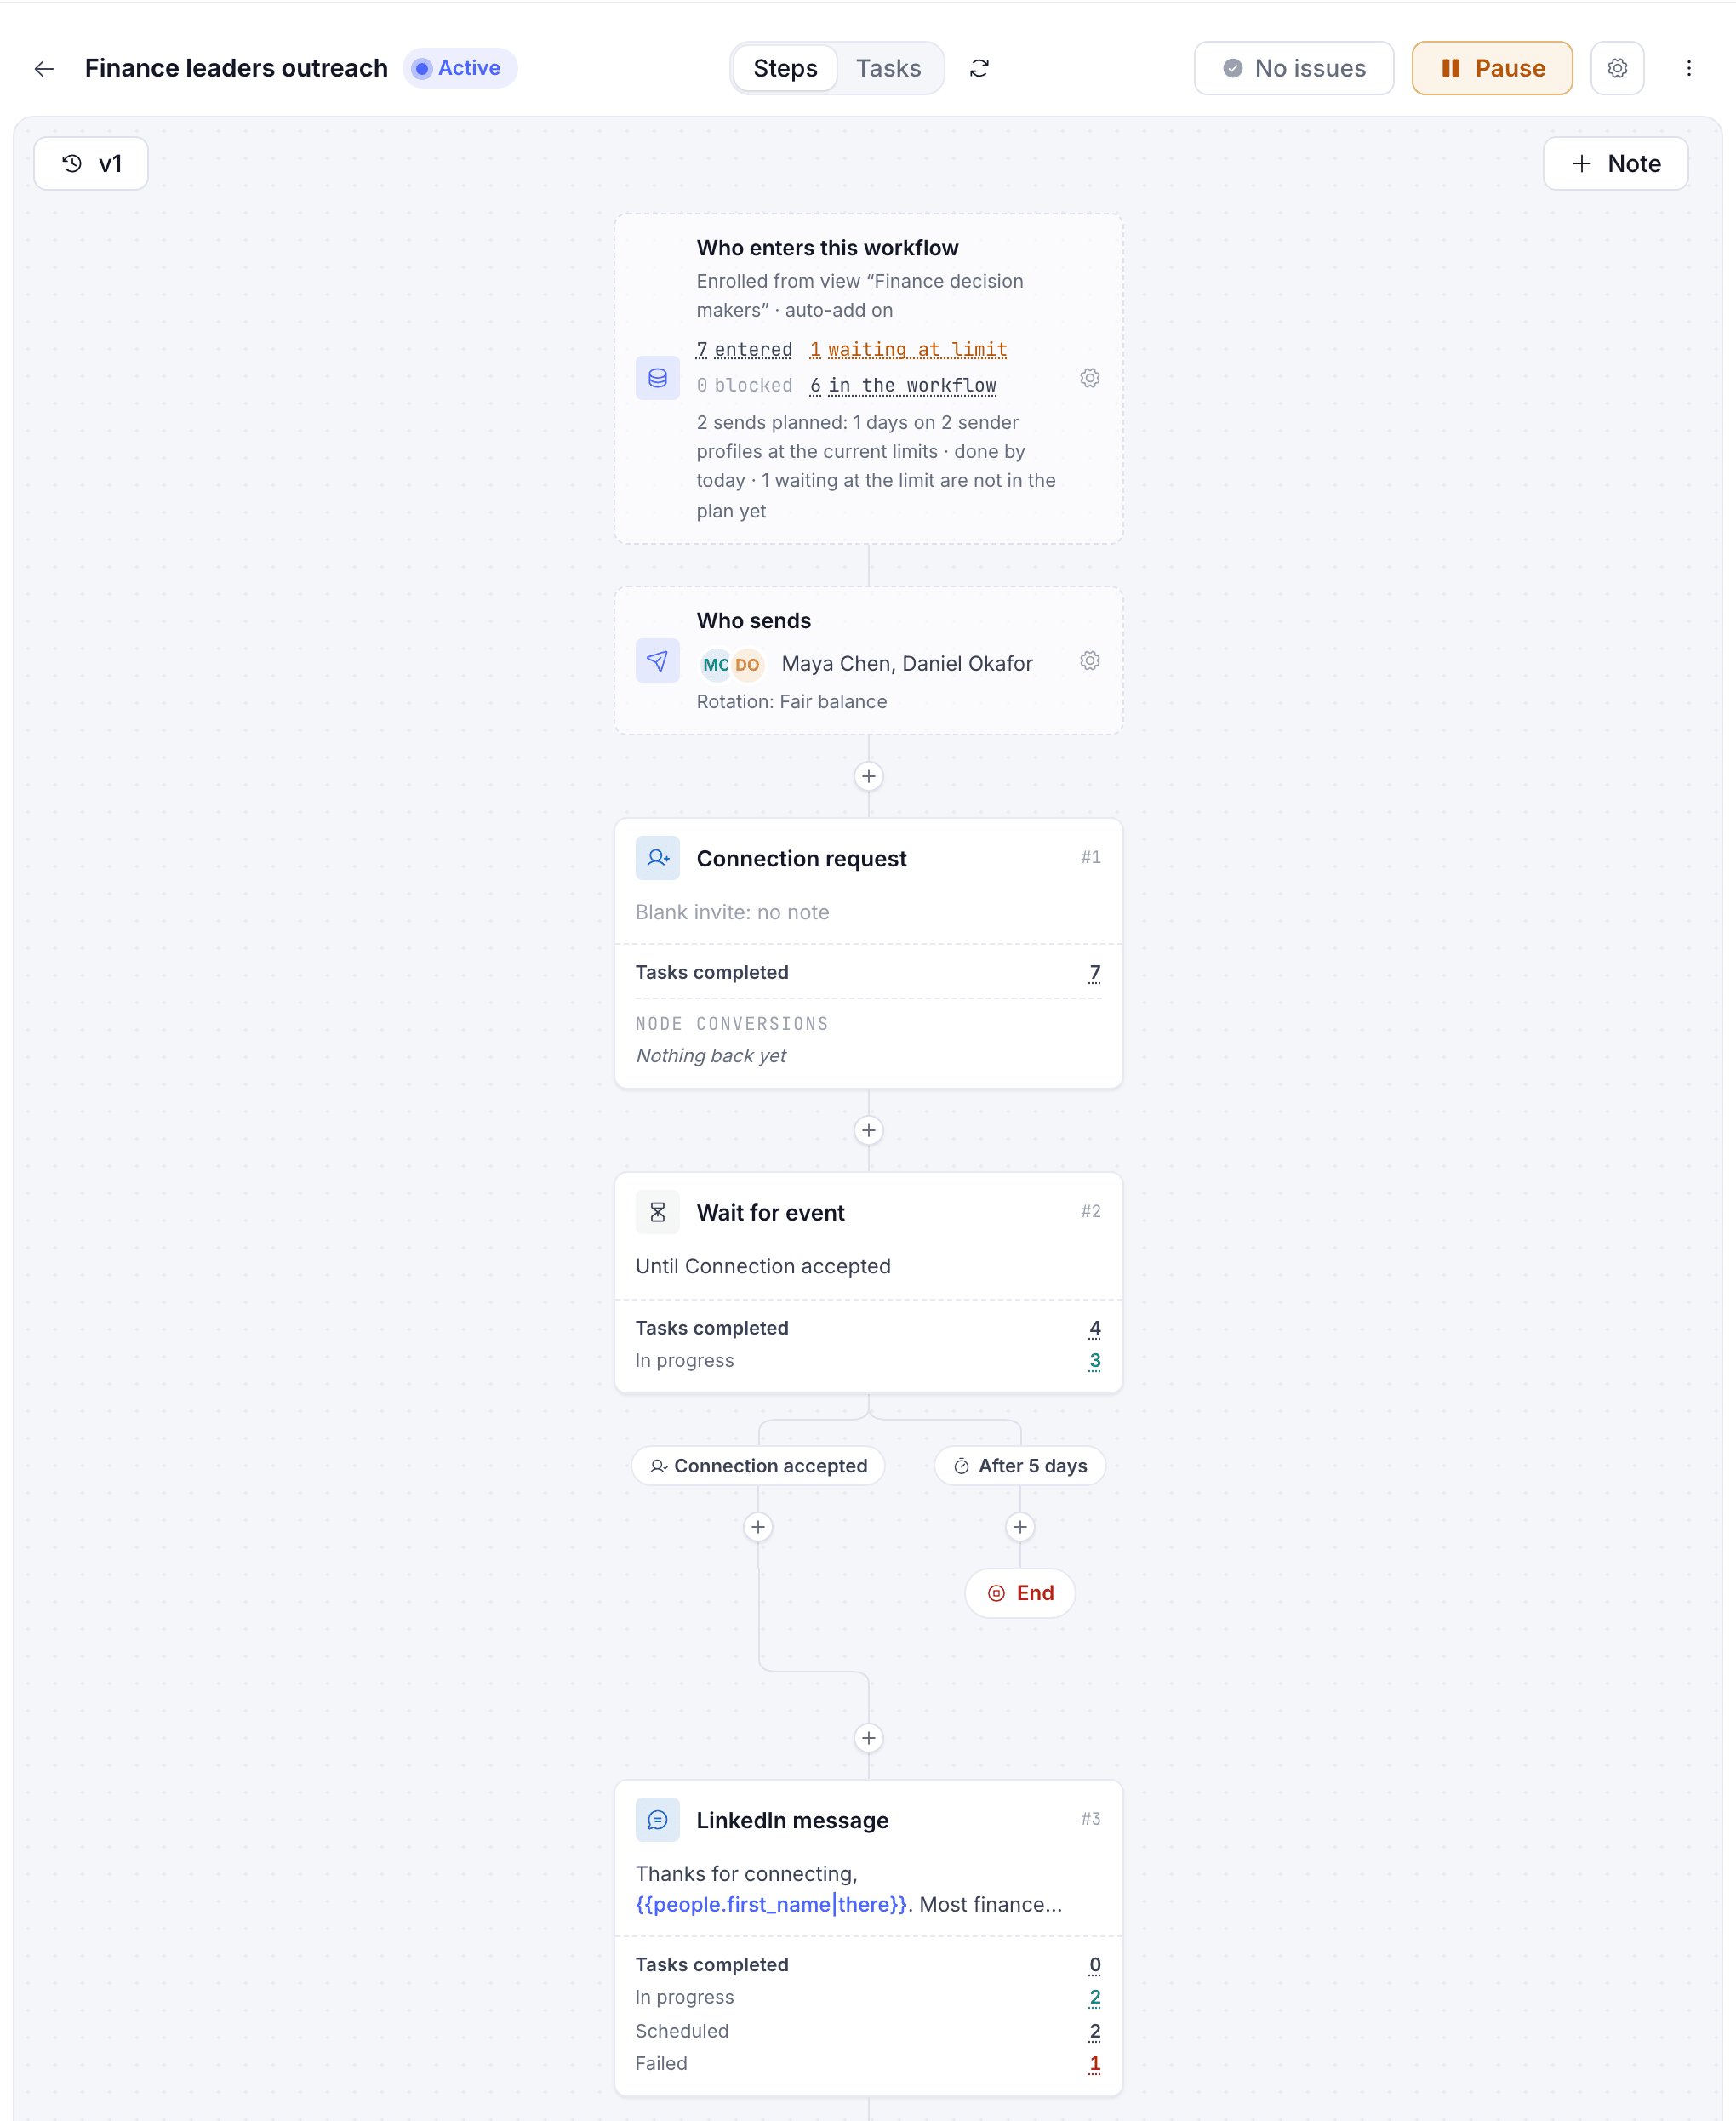 Finance leaders outreach
Active
Steps
Tasks
No issues
Pause
v1
Note
Who enters this workflow
Enrolled from view “Finance decision
makers” · auto-add on
7 entered 1 waiting at limit
0 blocked 6 in the workflow
2 sends planned: 1 days on 2 sender
profiles at the current limits · done by
today · 1 waiting at the limit are not in the
plan yet
Who sends
MC DO Maya Chen, Daniel Okafor
Rotation: Fair balance
Connection request #1
Blank invite: no note
Tasks completed 7
NODE CONVERSIONS
Nothing back yet
Wait for event #2
Until Connection accepted
Tasks completed 4
In progress 3
Connection accepted
After 5 days
End
LinkedIn message #3
Thanks for connecting,
{{people.first_name|there}}. Most finance...
Tasks completed 0
In progress 2
Scheduled 2
Failed 1